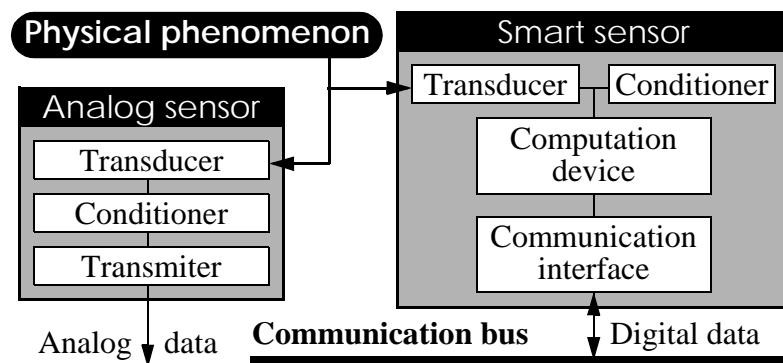 Physical phenomenon
Smart sensor
Transducer
Conditioner
Computation
device
Communication
interface
Analog sensor
Transducer
Conditioner
Transmiter
Analog data
Communication bus
Digital data